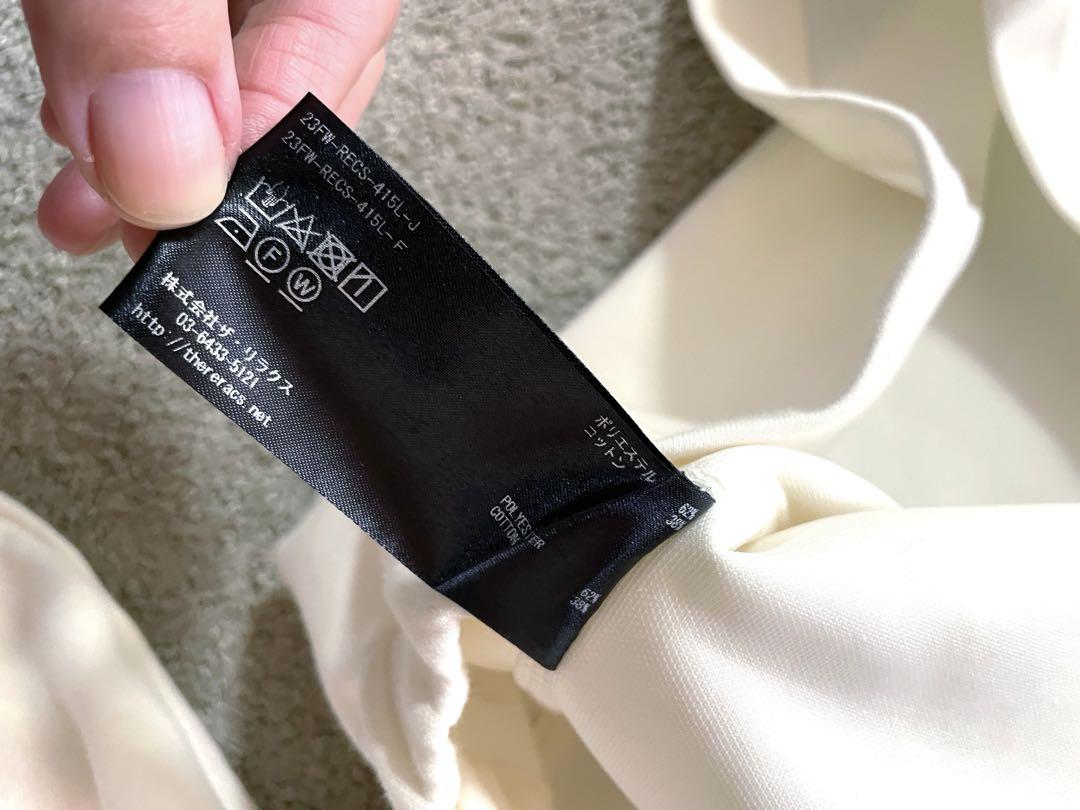 23FW-RECS-415L-J
23FW-RECS-415L-F
F W
株式会社ザ・リラクス
03-6433-5121
http://thereracs.net
ポリエステル 62%
コットン 38%
POLYESTER 62%
COTTON 38%